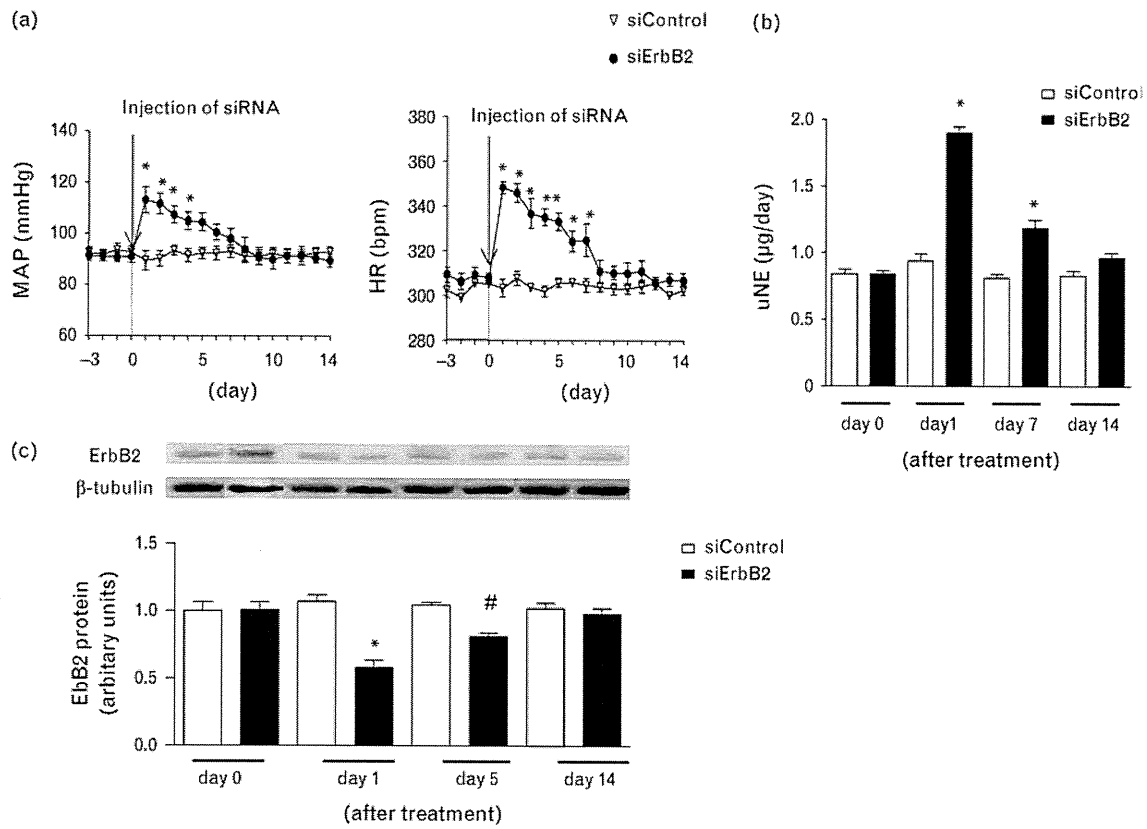 (a)
siControl
siErbB2
Injection of siRNA
MAP (mmHg)
140
120
100
80
60
* * * *
–3 0 5 10 14
(day)
Injection of siRNA
HR (bpm)
380
360
340
320
300
280
* * * * * * *
–3 0 5 10 14
(day)
(b)
siControl
siErbB2
uNE (µg/day)
2.0
1.5
1.0
0.5
0
*
*
day 0 day1 day 7 day 14
(after treatment)
(c)
ErbB2
β-tubulin
siControl
siErbB2
EbB2 protein
(arbitary units)
1.5
1.0
0.5
0.0
*
#
day 0 day 1 day 5 day 14
(after treatment)